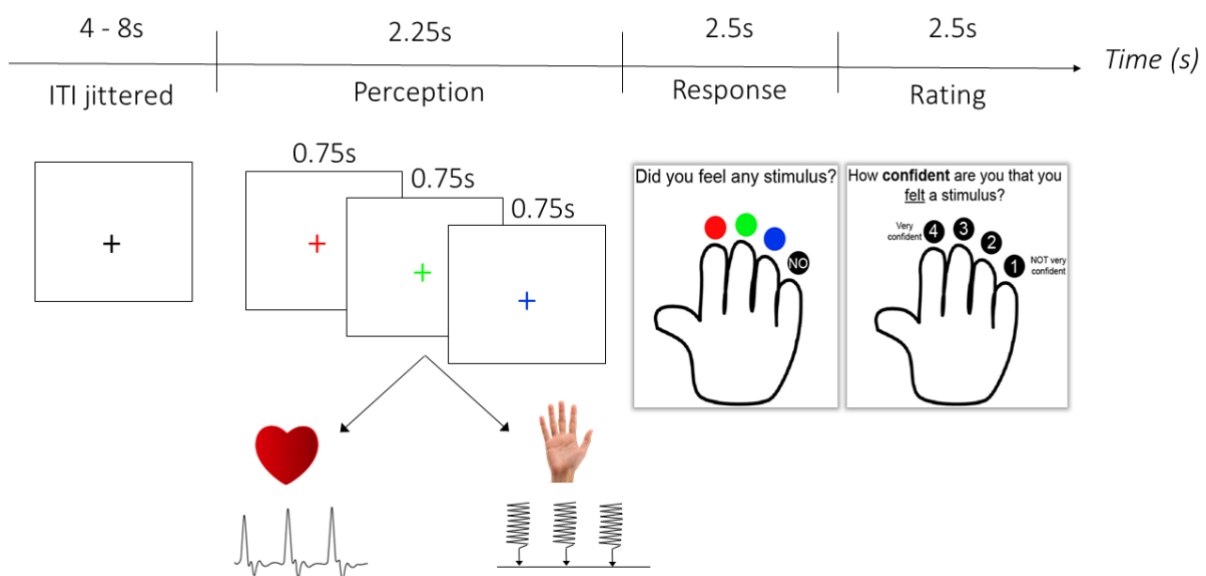 4 - 8s
2.25s
2.5s
2.5s
Time (s)
ITI jittered
Perception
Response
Rating
0.75s
0.75s
0.75s
Did you feel any stimulus?
NO
How confident are you that you
felt a stimulus?
Very
confident
4
3
2
1
NOT very
confident